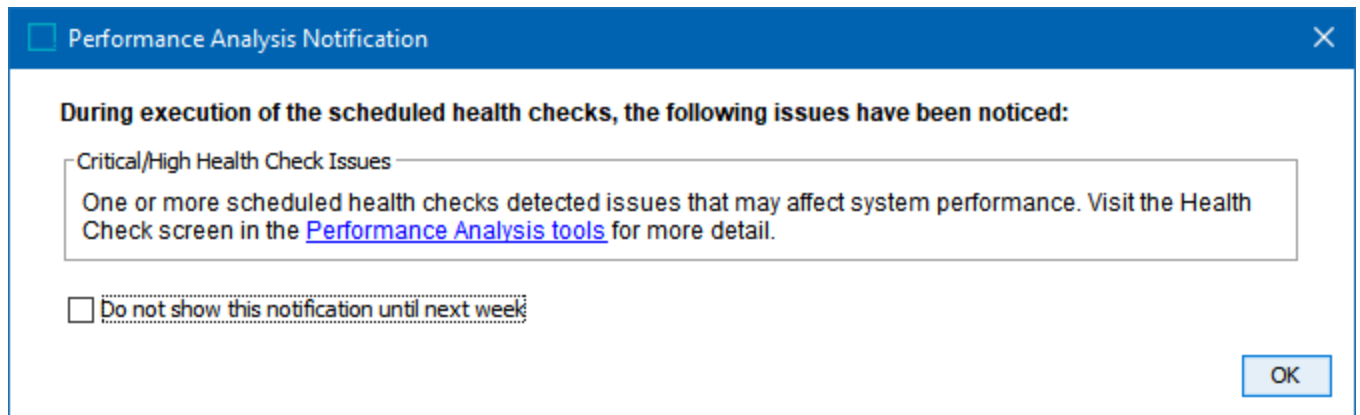 Performance Analysis Notification
During execution of the scheduled health checks, the following issues have been noticed:
Critical/High Health Check Issues
One or more scheduled health checks detected issues that may affect system performance. Visit the Health
Check screen in the Performance Analysis tools for more detail.
Do not show this notification until next week
OK